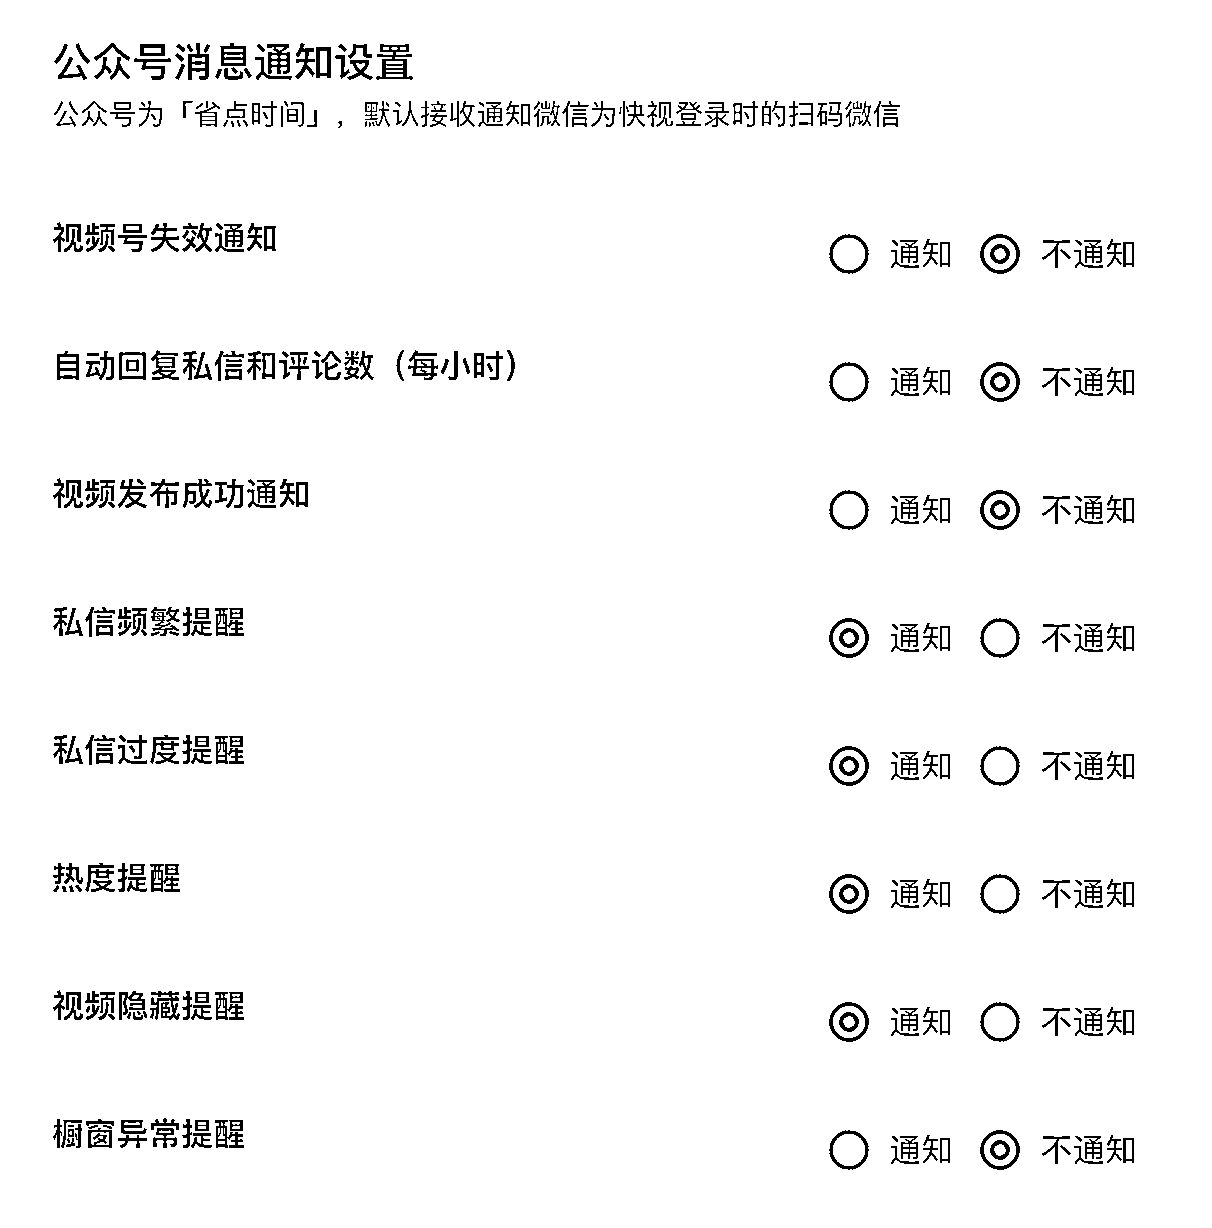 公众号消息通知设置
公众号为「省点时间」，默认接收通知微信为快视登录时的扫码微信
视频号失效通知
通知 不通知
自动回复私信和评论数（每小时）
通知 不通知
视频发布成功通知
通知 不通知
私信频繁提醒
通知 不通知
私信过度提醒
通知 不通知
热度提醒
通知 不通知
视频隐藏提醒
通知 不通知
橱窗异常提醒
通知 不通知